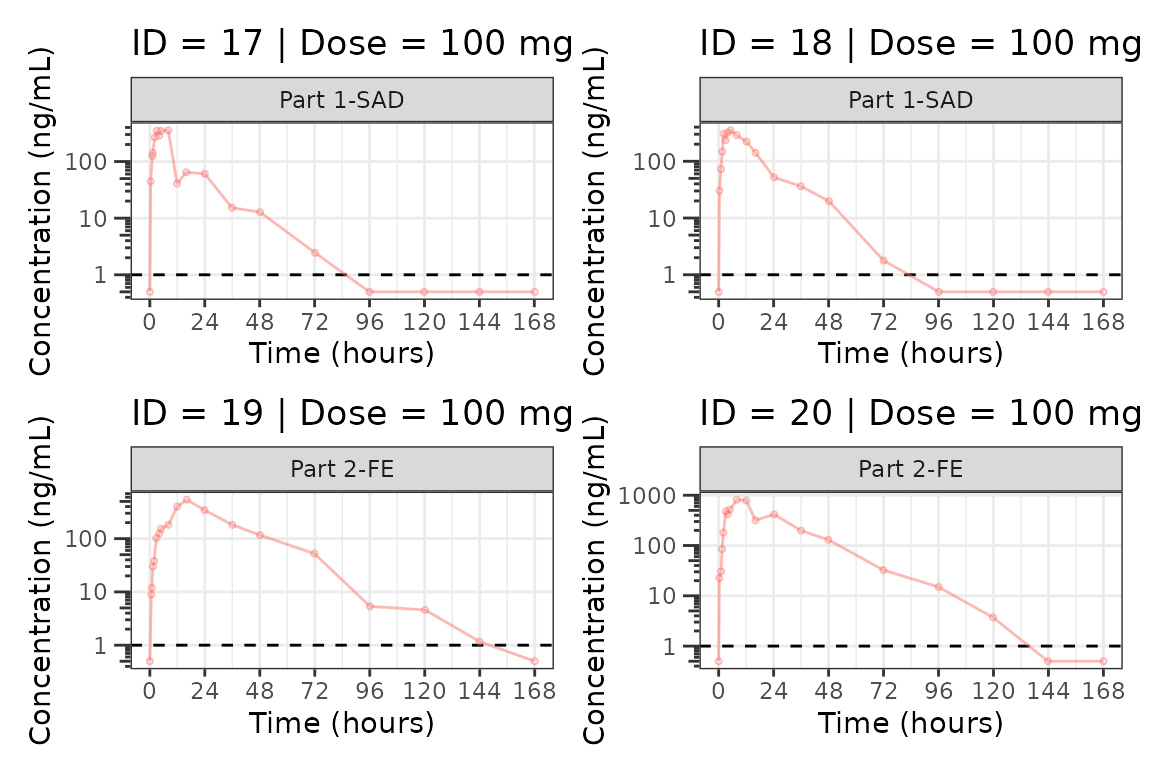 ID = 17 | Dose = 100 mg
Part 1-SAD
Concentration (ng/mL)
100
10
1
0 24 48 72 96 120 144 168
Time (hours)
ID = 18 | Dose = 100 mg
Part 1-SAD
Concentration (ng/mL)
100
10
1
0 24 48 72 96 120 144 168
Time (hours)
ID = 19 | Dose = 100 mg
Part 2-FE
Concentration (ng/mL)
100
10
1
0 24 48 72 96 120 144 168
Time (hours)
ID = 20 | Dose = 100 mg
Part 2-FE
Concentration (ng/mL)
1000
100
10
1
0 24 48 72 96 120 144 168
Time (hours)